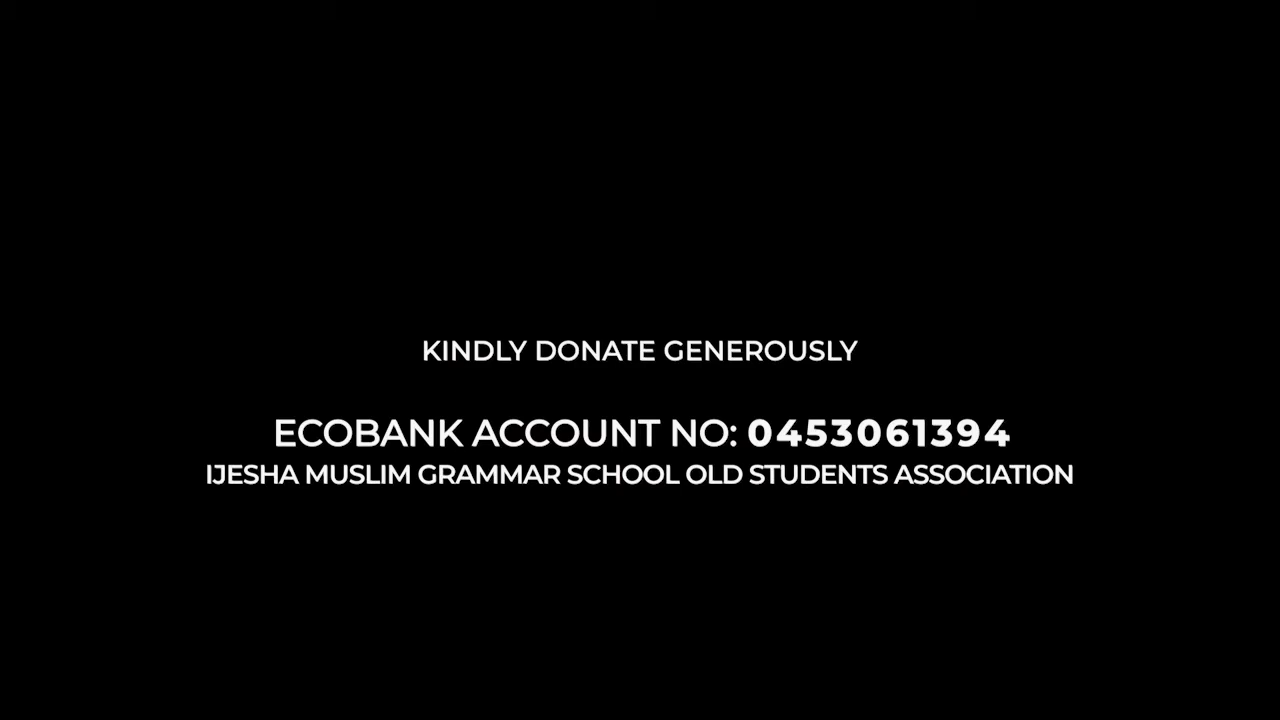 KINDLY DONATE GENEROUSLY
ECOBANK ACCOUNT NO: 0453061394
IJESHA MUSLIM GRAMMAR SCHOOL OLD STUDENTS ASSOCIATION